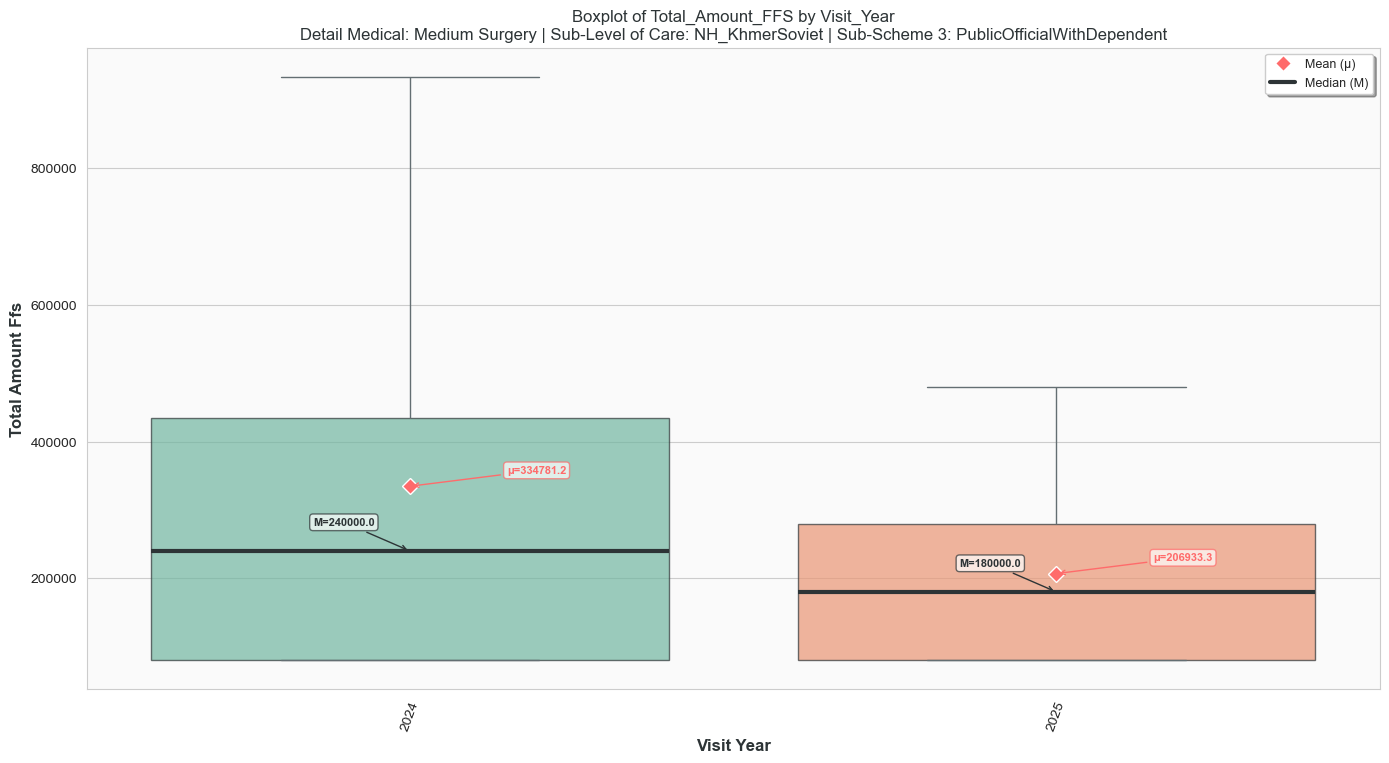 Boxplot of Total_Amount_FFS by Visit_Year
Detail Medical: Medium Surgery | Sub-Level of Care: NH_KhmerSoviet | Sub-Scheme 3: PublicOfficialWithDependent
Mean (μ)
Median (M)
800000
600000
400000
200000
Total Amount Ffs
μ=334781.2
M=240000.0
μ=206933.3
M=180000.0
2024
2025
Visit Year